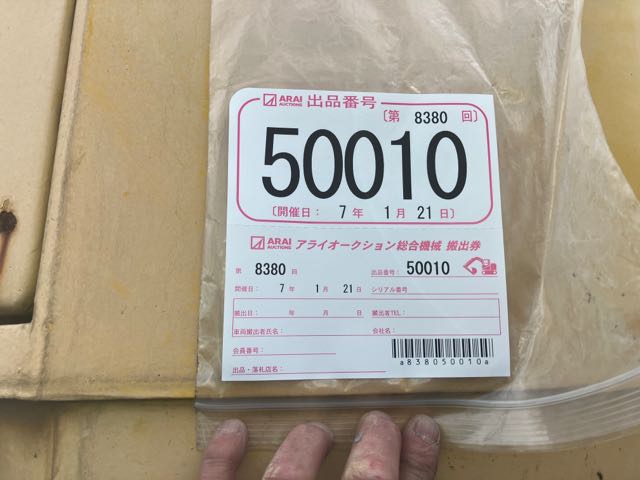 ARAI AUCTIONS 出品番号
〔第 8380 回〕
50010
〔開催日： 7 年 1 月 21 日〕
ARAI AUCTIONS アライオークション総合機械 搬出券
第 8380 回 出品番号： 50010
開催日： 7 年 1 月 21 日 シリアル番号
搬出日： 年 月 日 搬出者TEL：
車両搬出者氏名： 会社名：
会員番号：
a838050010a
出品・落札店名：